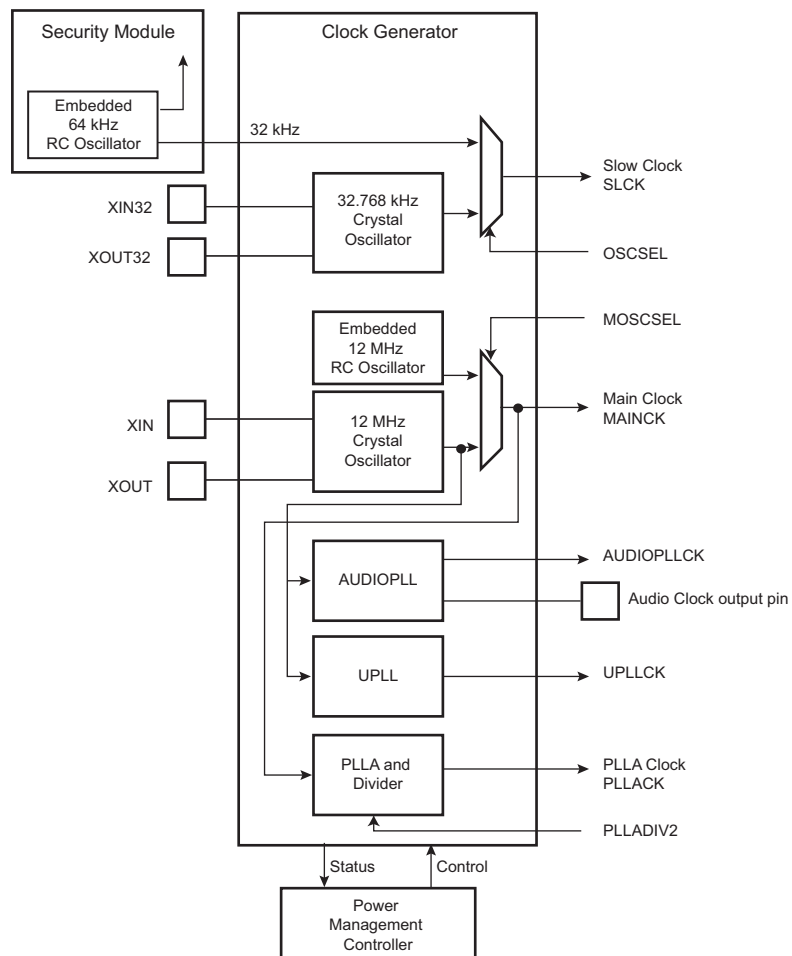 Security Module
Clock Generator
Embedded
64 kHz
RC Oscillator
32 kHz
Slow Clock
SLCK
XIN32
32.768 kHz
Crystal
Oscillator
XOUT32
OSCSEL
MOSCSEL
Embedded
12 MHz
RC Oscillator
Main Clock
MAINCK
XIN
12 MHz
Crystal
Oscillator
XOUT
AUDIOPLL
AUDIOPLLCK
Audio Clock output pin
UPLL
UPLLCK
PLLA and
Divider
PLLA Clock
PLLACK
PLLADIV2
Status
Control
Power
Management
Controller